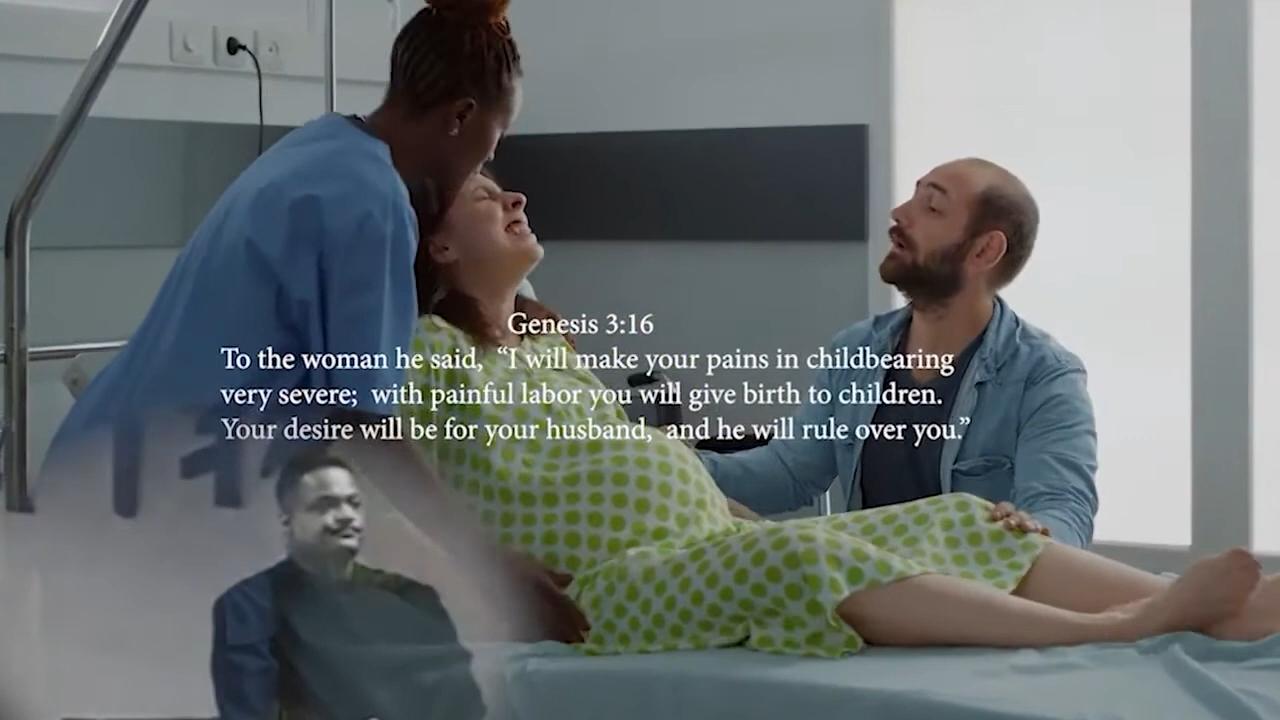 Genesis 3:16
To the woman he said, “I will make your pains in childbearing
very severe; with painful labor you will give birth to children.
Your desire will be for your husband, and he will rule over you.”